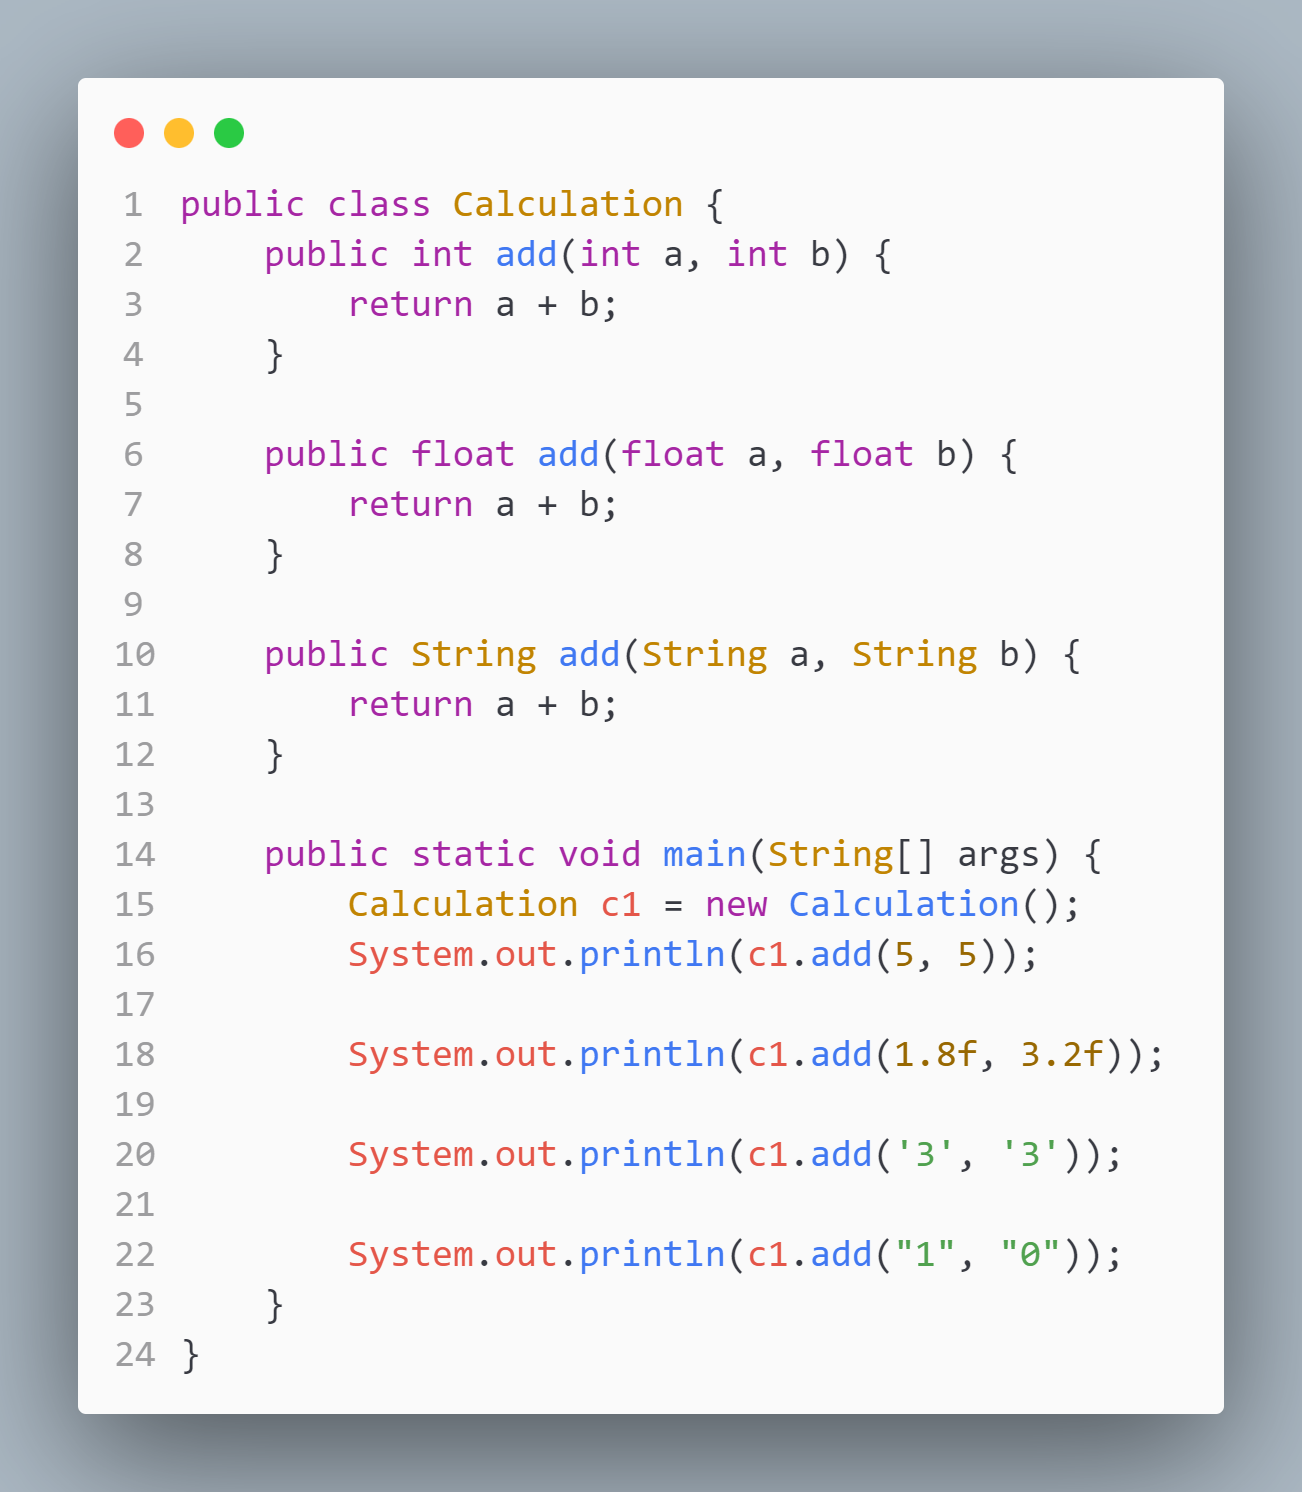 1 public class Calculation {
2     public int add(int a, int b) {
3         return a + b;
4     }
5
6     public float add(float a, float b) {
7         return a + b;
8     }
9
10     public String add(String a, String b) {
11         return a + b;
12     }
13
14     public static void main(String[] args) {
15         Calculation c1 = new Calculation();
16         System.out.println(c1.add(5, 5));
17
18         System.out.println(c1.add(1.8f, 3.2f));
19
20         System.out.println(c1.add('3', '3'));
21
22         System.out.println(c1.add("1", "0"));
23     }
24 }